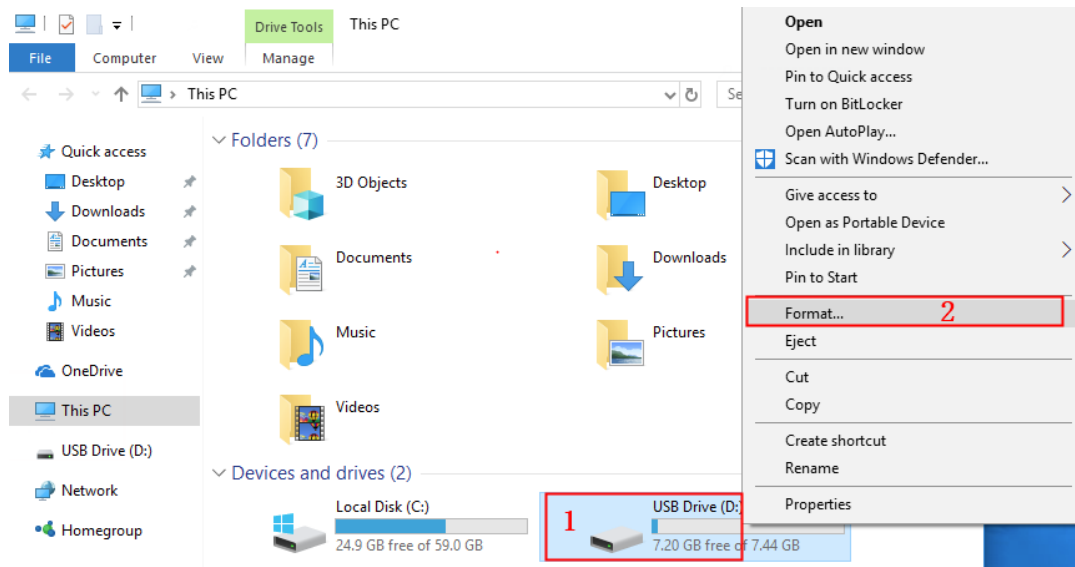 Drive Tools
This PC
File
Computer
View
Manage
This PC
Se
Quick access
Desktop
Downloads
Documents
Pictures
Music
Videos
OneDrive
This PC
USB Drive (D:)
Network
Homegroup
Folders (7)
3D Objects
Desktop
Documents
Downloads
Music
Pictures
Videos
Devices and drives (2)
Local Disk (C:)
24.9 GB free of 59.0 GB
1
USB Drive (D:)
7.20 GB free of 7.44 GB
Open
Open in new window
Pin to Quick access
Turn on BitLocker
Open AutoPlay...
Scan with Windows Defender...
Give access to
Open as Portable Device
Include in library
Pin to Start
Format... 2
Eject
Cut
Copy
Create shortcut
Rename
Properties